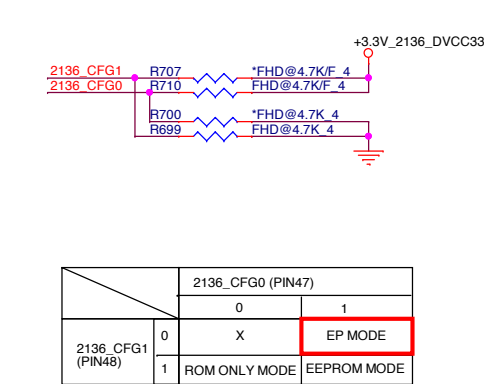 +3.3V_2136_DVCC33
2136_CFG1 R707 *FHD@4.7K/F_4
2136_CFG0 R710 FHD@4.7K/F_4
R700 *FHD@4.7K_4
R699 FHD@4.7K_4
2136_CFG0 (PIN47)
0 1
2136_CFG1
(PIN48)
0 X EP MODE
1 ROM ONLY MODE EEPROM MODE